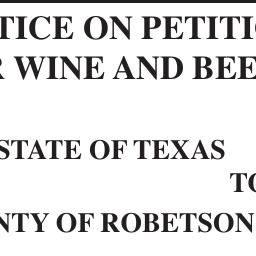 TICE ON PETITI
R WINE AND BEE
STATE OF TEXAS
TO
NTY OF ROBETSON